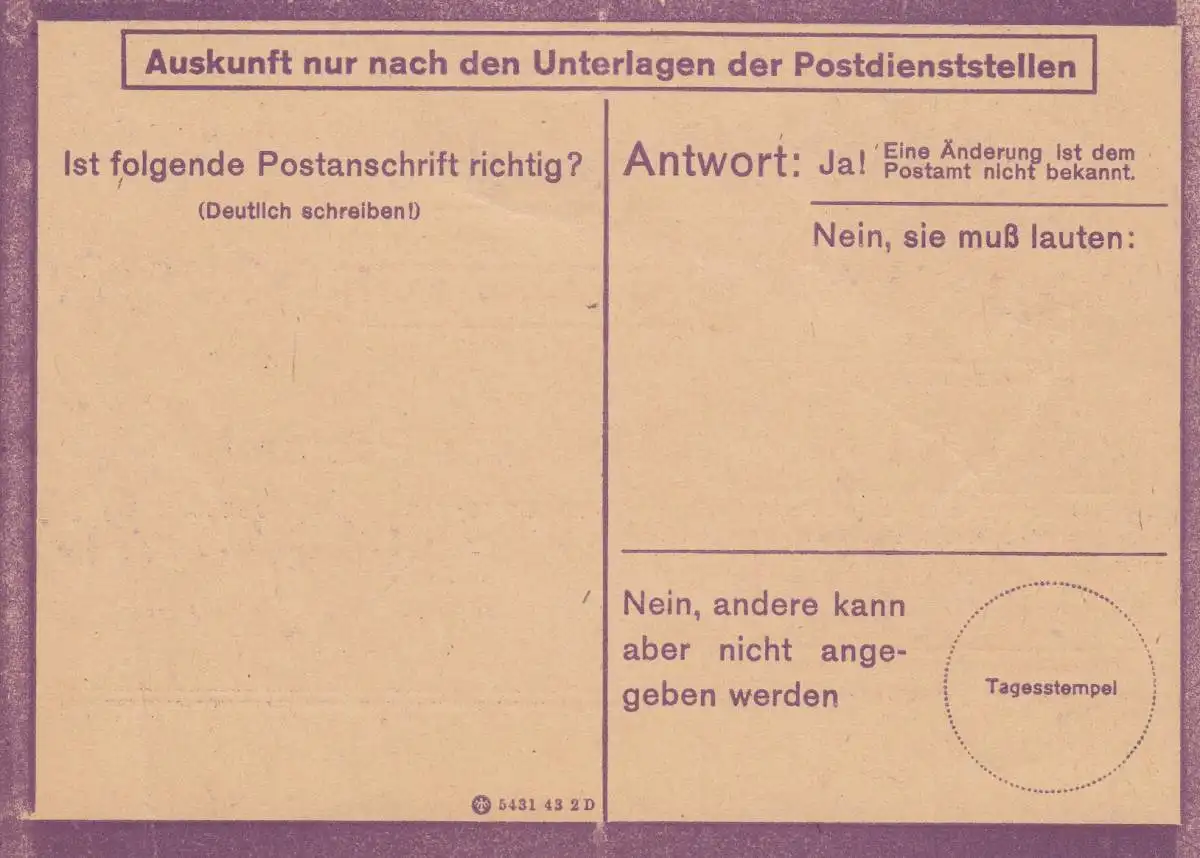 Auskunft nur nach den Unterlagen der Postdienststellen
Ist folgende Postanschrift richtig?
(Deutlich schreiben!)
5431 43 2 D
Antwort: Ja! Eine Änderung ist dem
Postamt nicht bekannt.
Nein, sie muß lauten:
Nein, andere kann
aber nicht ange-
geben werden
Tagesstempel